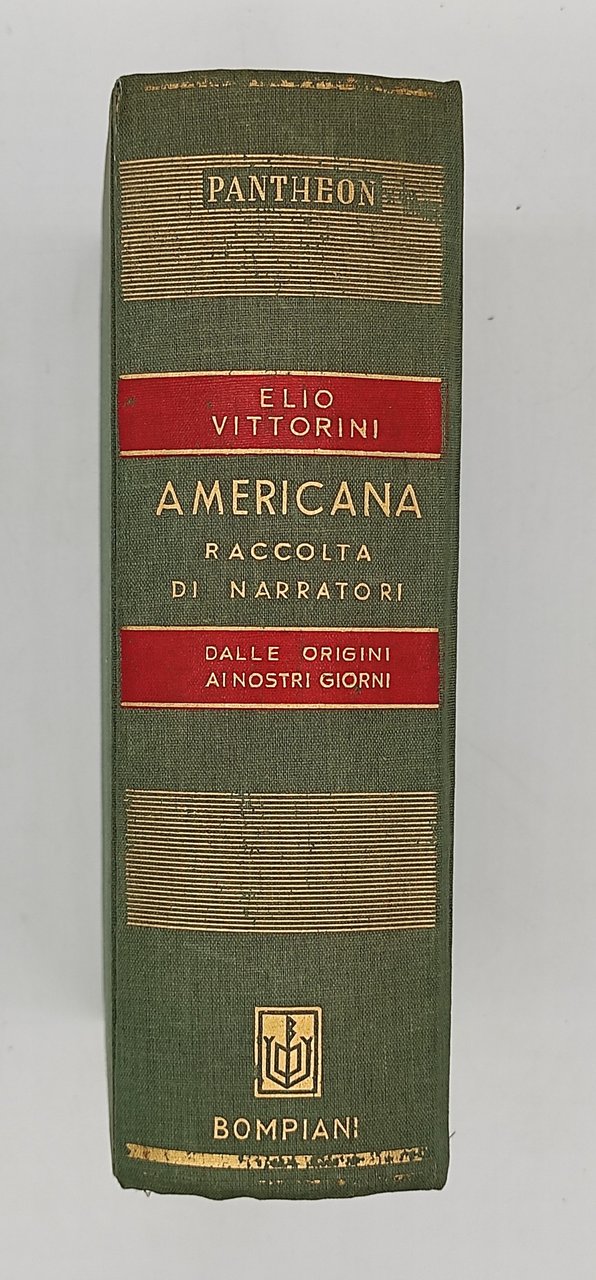 PANTHEON
ELIO
VITTORINI
AMERICANA
RACCOLTA
DI NARRATORI
DALLE ORIGINI
AI NOSTRI GIORNI
B
BOMPIANI